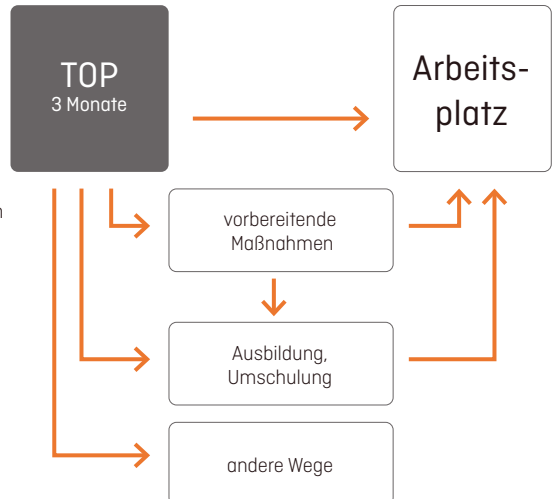 TOP
3 Monate
Arbeits-
platz
n
vorbereitende
Maßnahmen
Ausbildung,
Umschulung
andere Wege